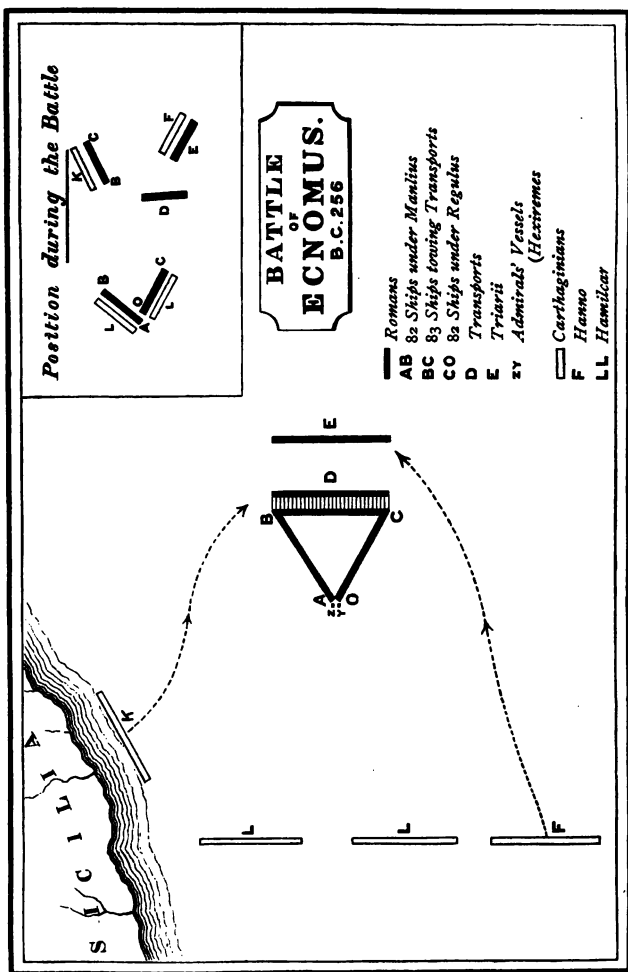 Position during the Battle
K
C
B
F
E
D
L
B
O
A
C
L
BATTLE
OF
ECNOMUS.
B.C.256
Romans
AB 82 Ships under Manlius
BC 83 Ships towing Transports
CO 82 Ships under Regulus
D Transports
E Triarii
ZY Admirals' Vessels
(Hexiremes
Carthaginians
F Hanno
LL Hamilcar
SICILIA
K
B
D
E
A
Z
Y
O
C
L
L
F